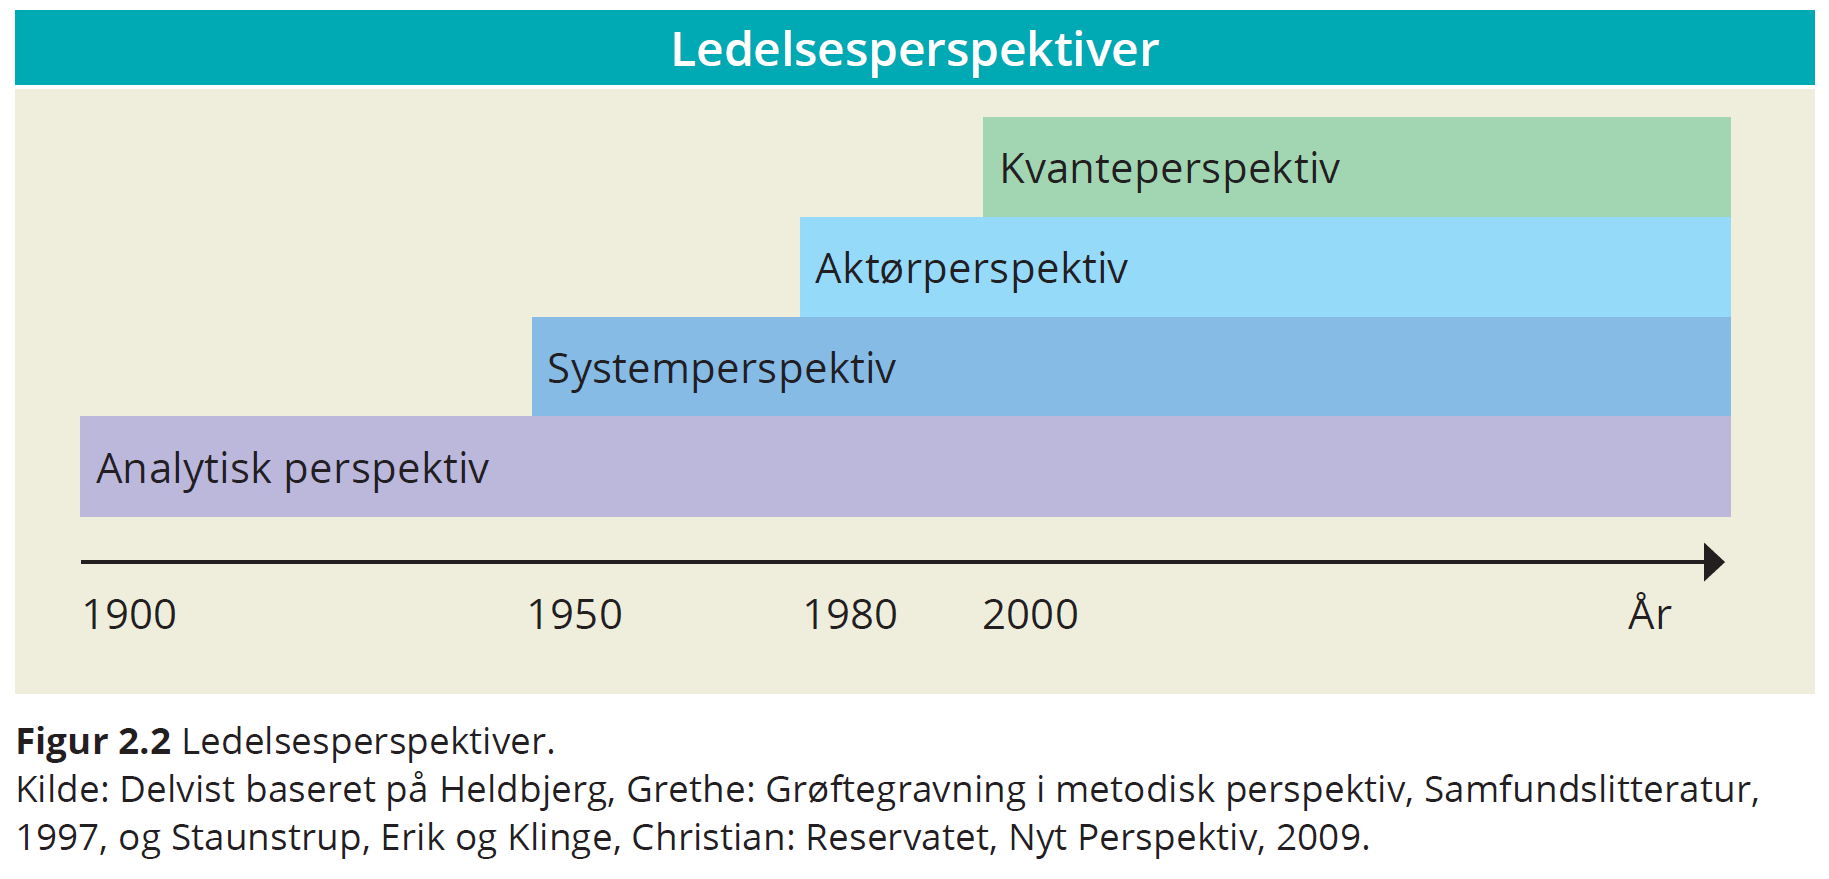 Ledelsesperspektiver
Kvanteperspektiv
Aktørperspektiv
Systemperspektiv
Analytisk perspektiv
1900 1950 1980 2000 År
Figur 2.2 Ledelsesperspektiver.
Kilde: Delvist baseret på Heldbjerg, Grethe: Grøftegravning i metodisk perspektiv, Samfundslitteratur,
1997, og Staunstrup, Erik og Klinge, Christian: Reservatet, Nyt Perspektiv, 2009.